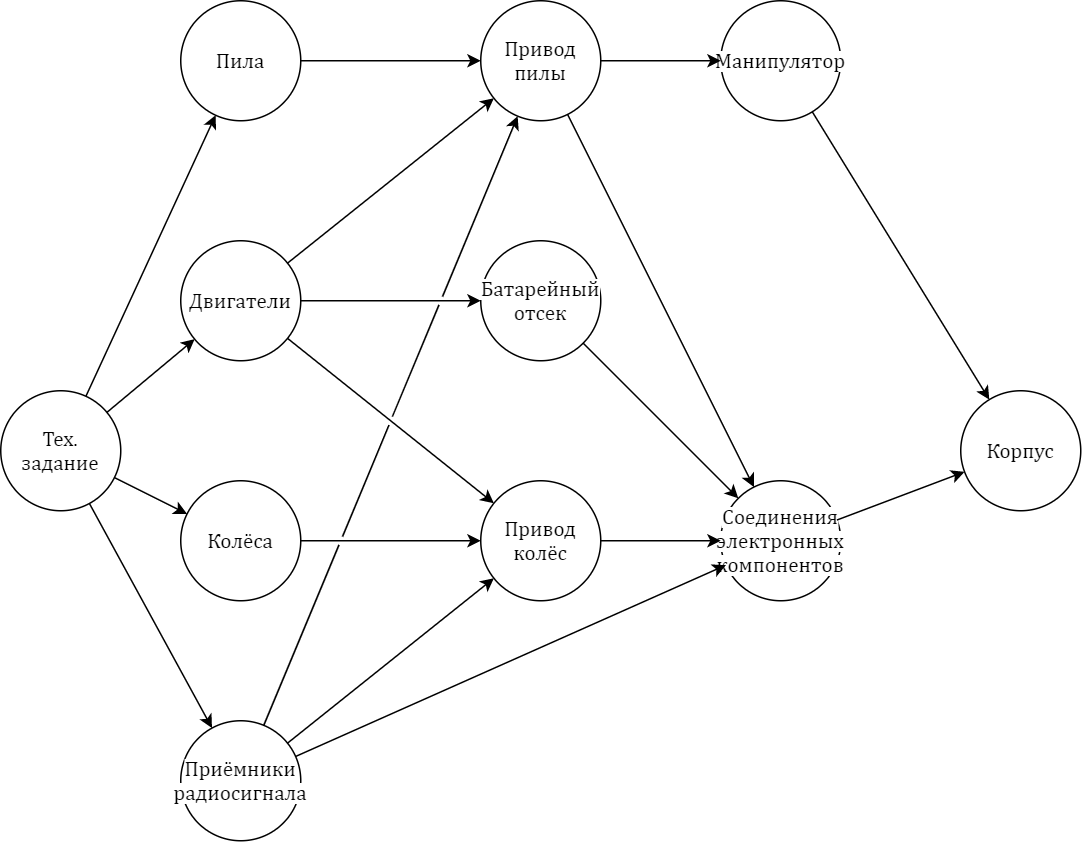 Пила
Привод
пилы
Манипулятор
Двигатели
Батарейный
отсек
Тех.
задание
Корпус
Колёса
Привод
колёс
Соединения
электронных
компонентов
Приёмники
радиосигнала